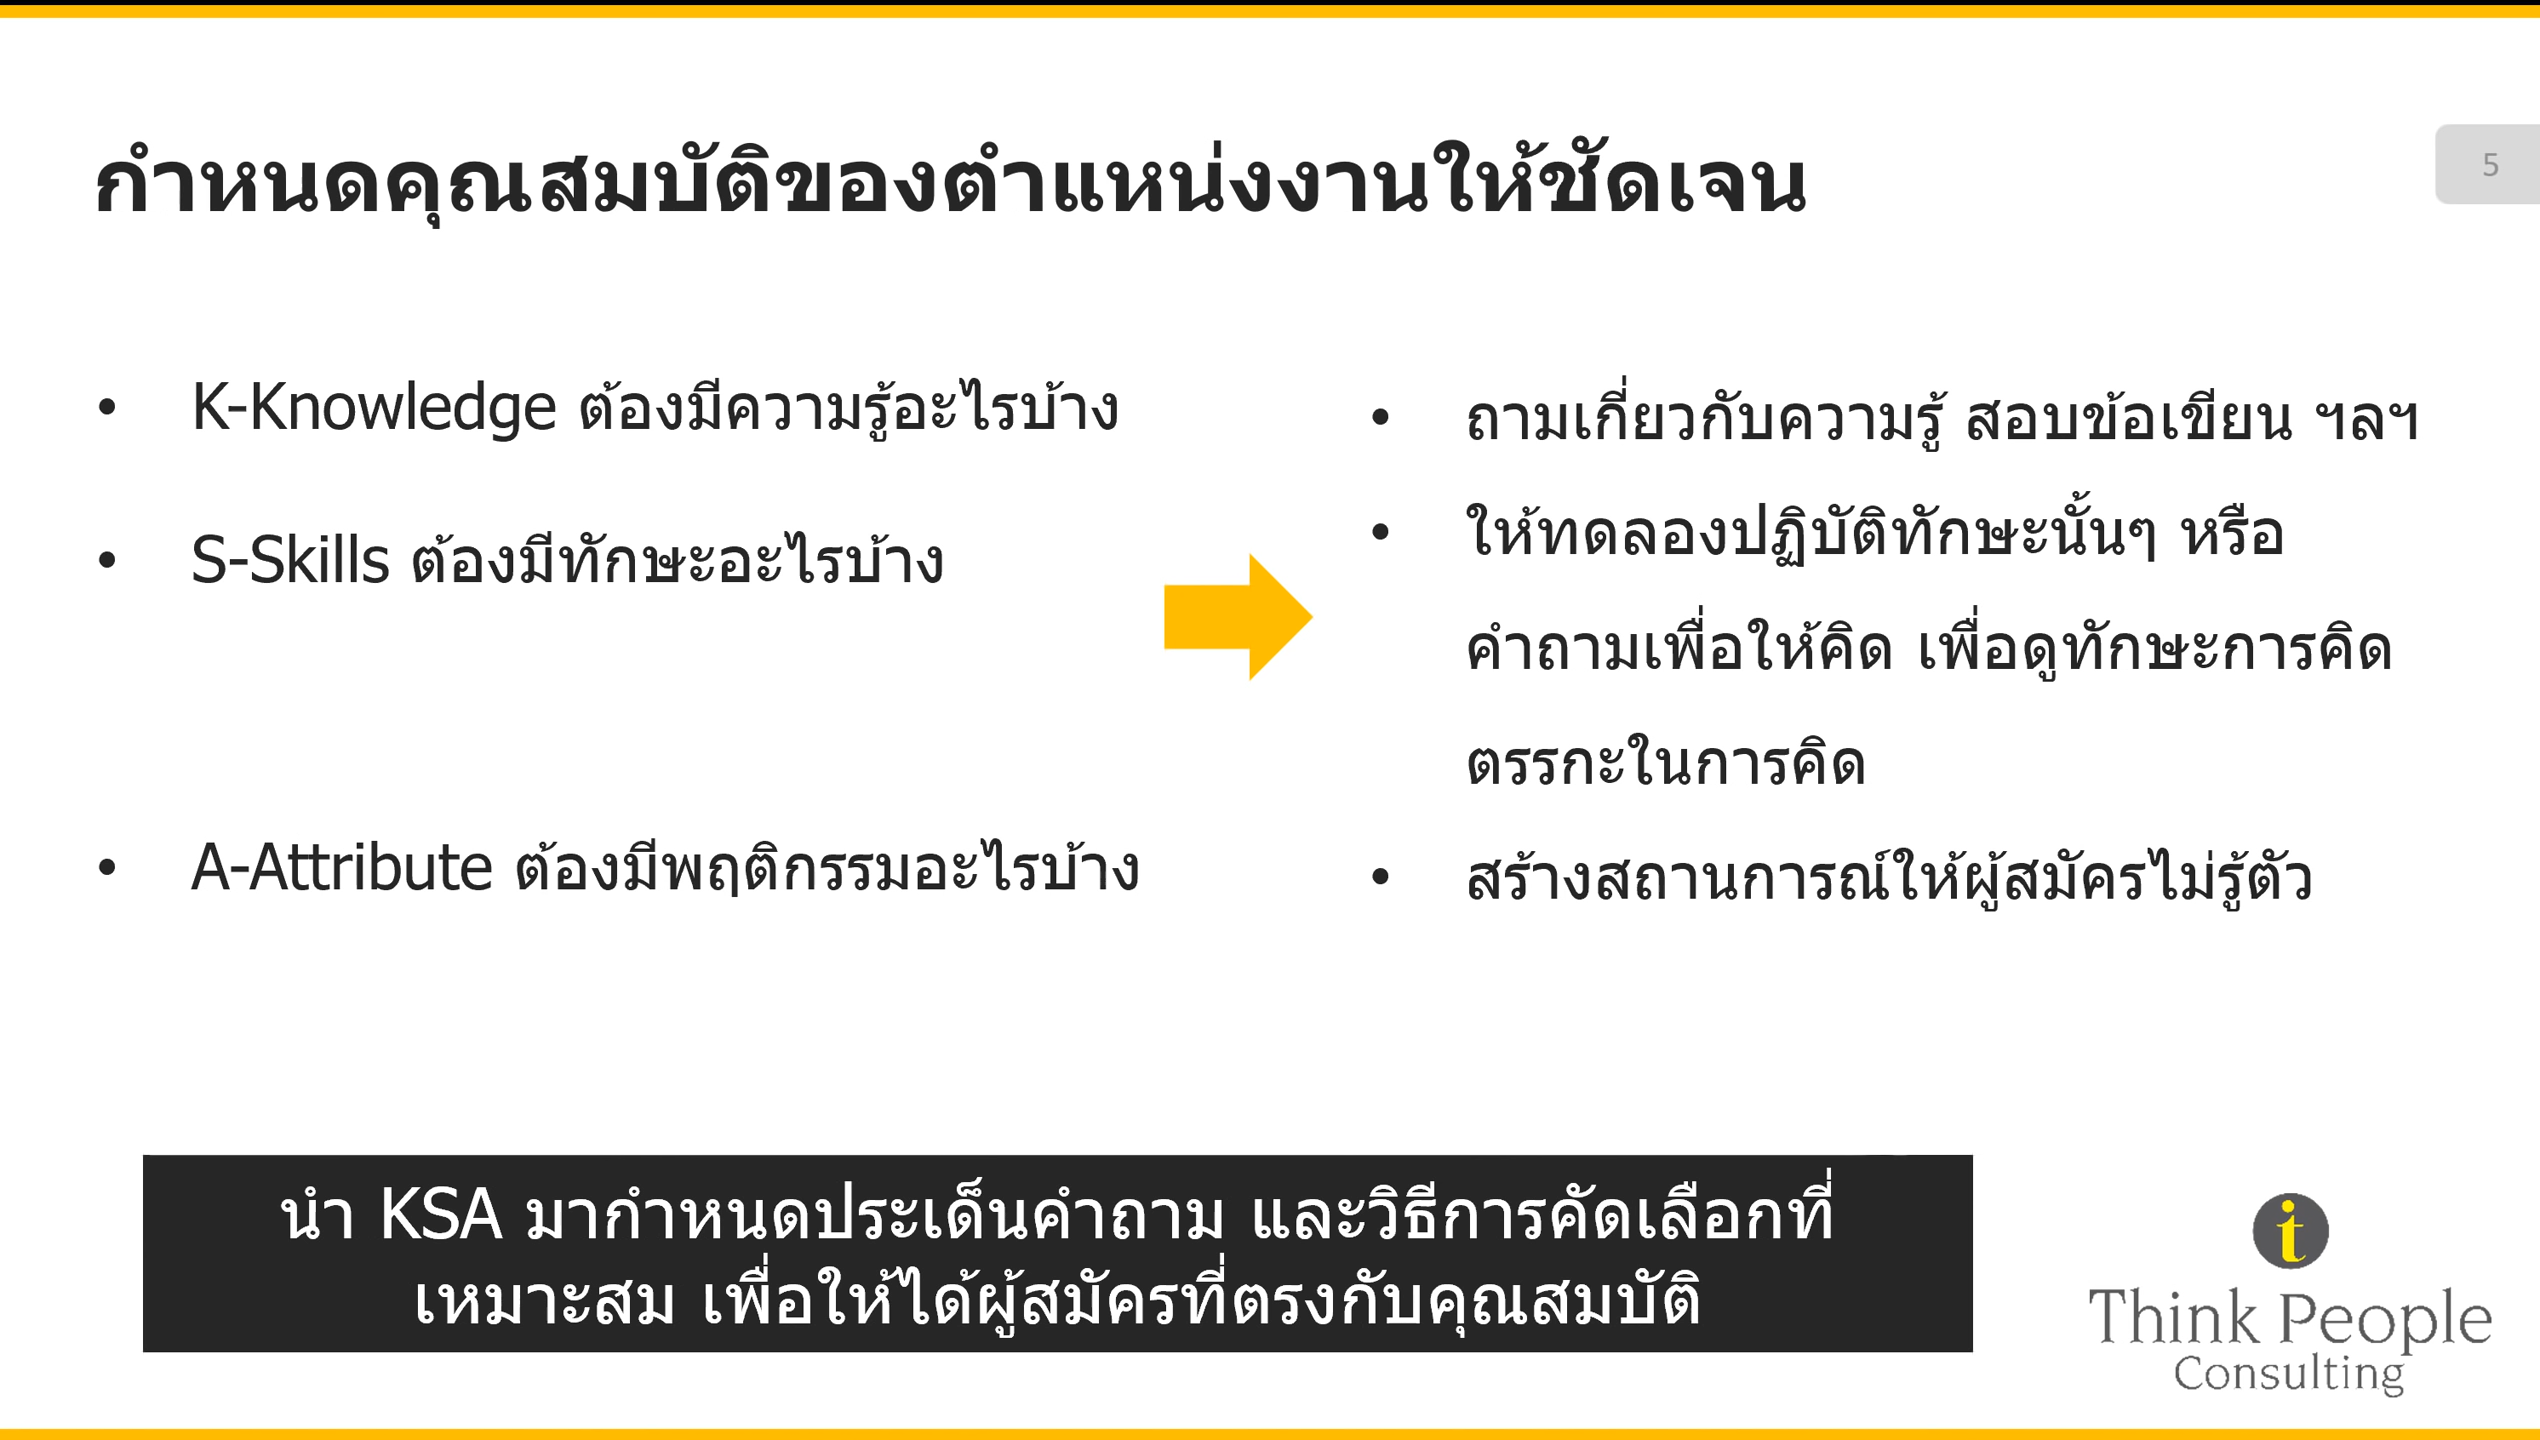 กำหนดคุณสมบัติของตำแหน่งงานให้ชัดเจน
5
• K-Knowledge ต้องมีความรู้อะไรบ้าง
• S-Skills ต้องมีทักษะอะไรบ้าง
• A-Attribute ต้องมีพฤติกรรมอะไรบ้าง
• ถามเกี่ยวกับความรู้ สอบข้อเขียน ฯลฯ
• ให้ทดลองปฏิบัติทักษะนั้นๆ หรือ
คำถามเพื่อให้คิด เพื่อดูทักษะการคิด
ตรรกะในการคิด
• สร้างสถานการณ์ให้ผู้สมัครไม่รู้ตัว
นำ KSA มากำหนดประเด็นคำถาม และวิธีการคัดเลือกที่
เหมาะสม เพื่อให้ได้ผู้สมัครที่ตรงกับคุณสมบัติ
i
Think People
Consulting